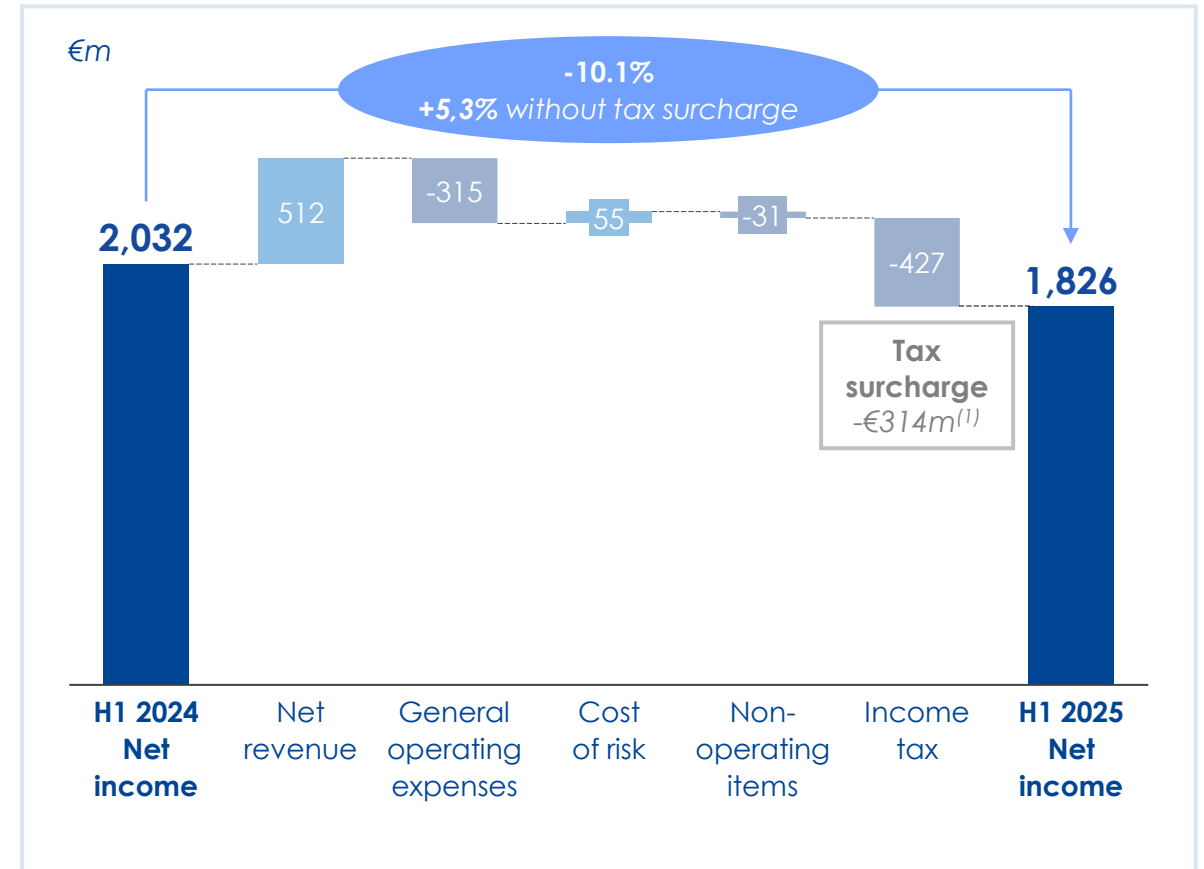 €m
-10.1%
+5,3% without tax surcharge
512
-315
55
-31
-427
2,032
1,826
Tax
surcharge
-€314m(1)
H1 2024
Net
income
Net
revenue
General
operating
expenses
Cost
of risk
Non-
operating
items
Income
tax
H1 2025
Net
income